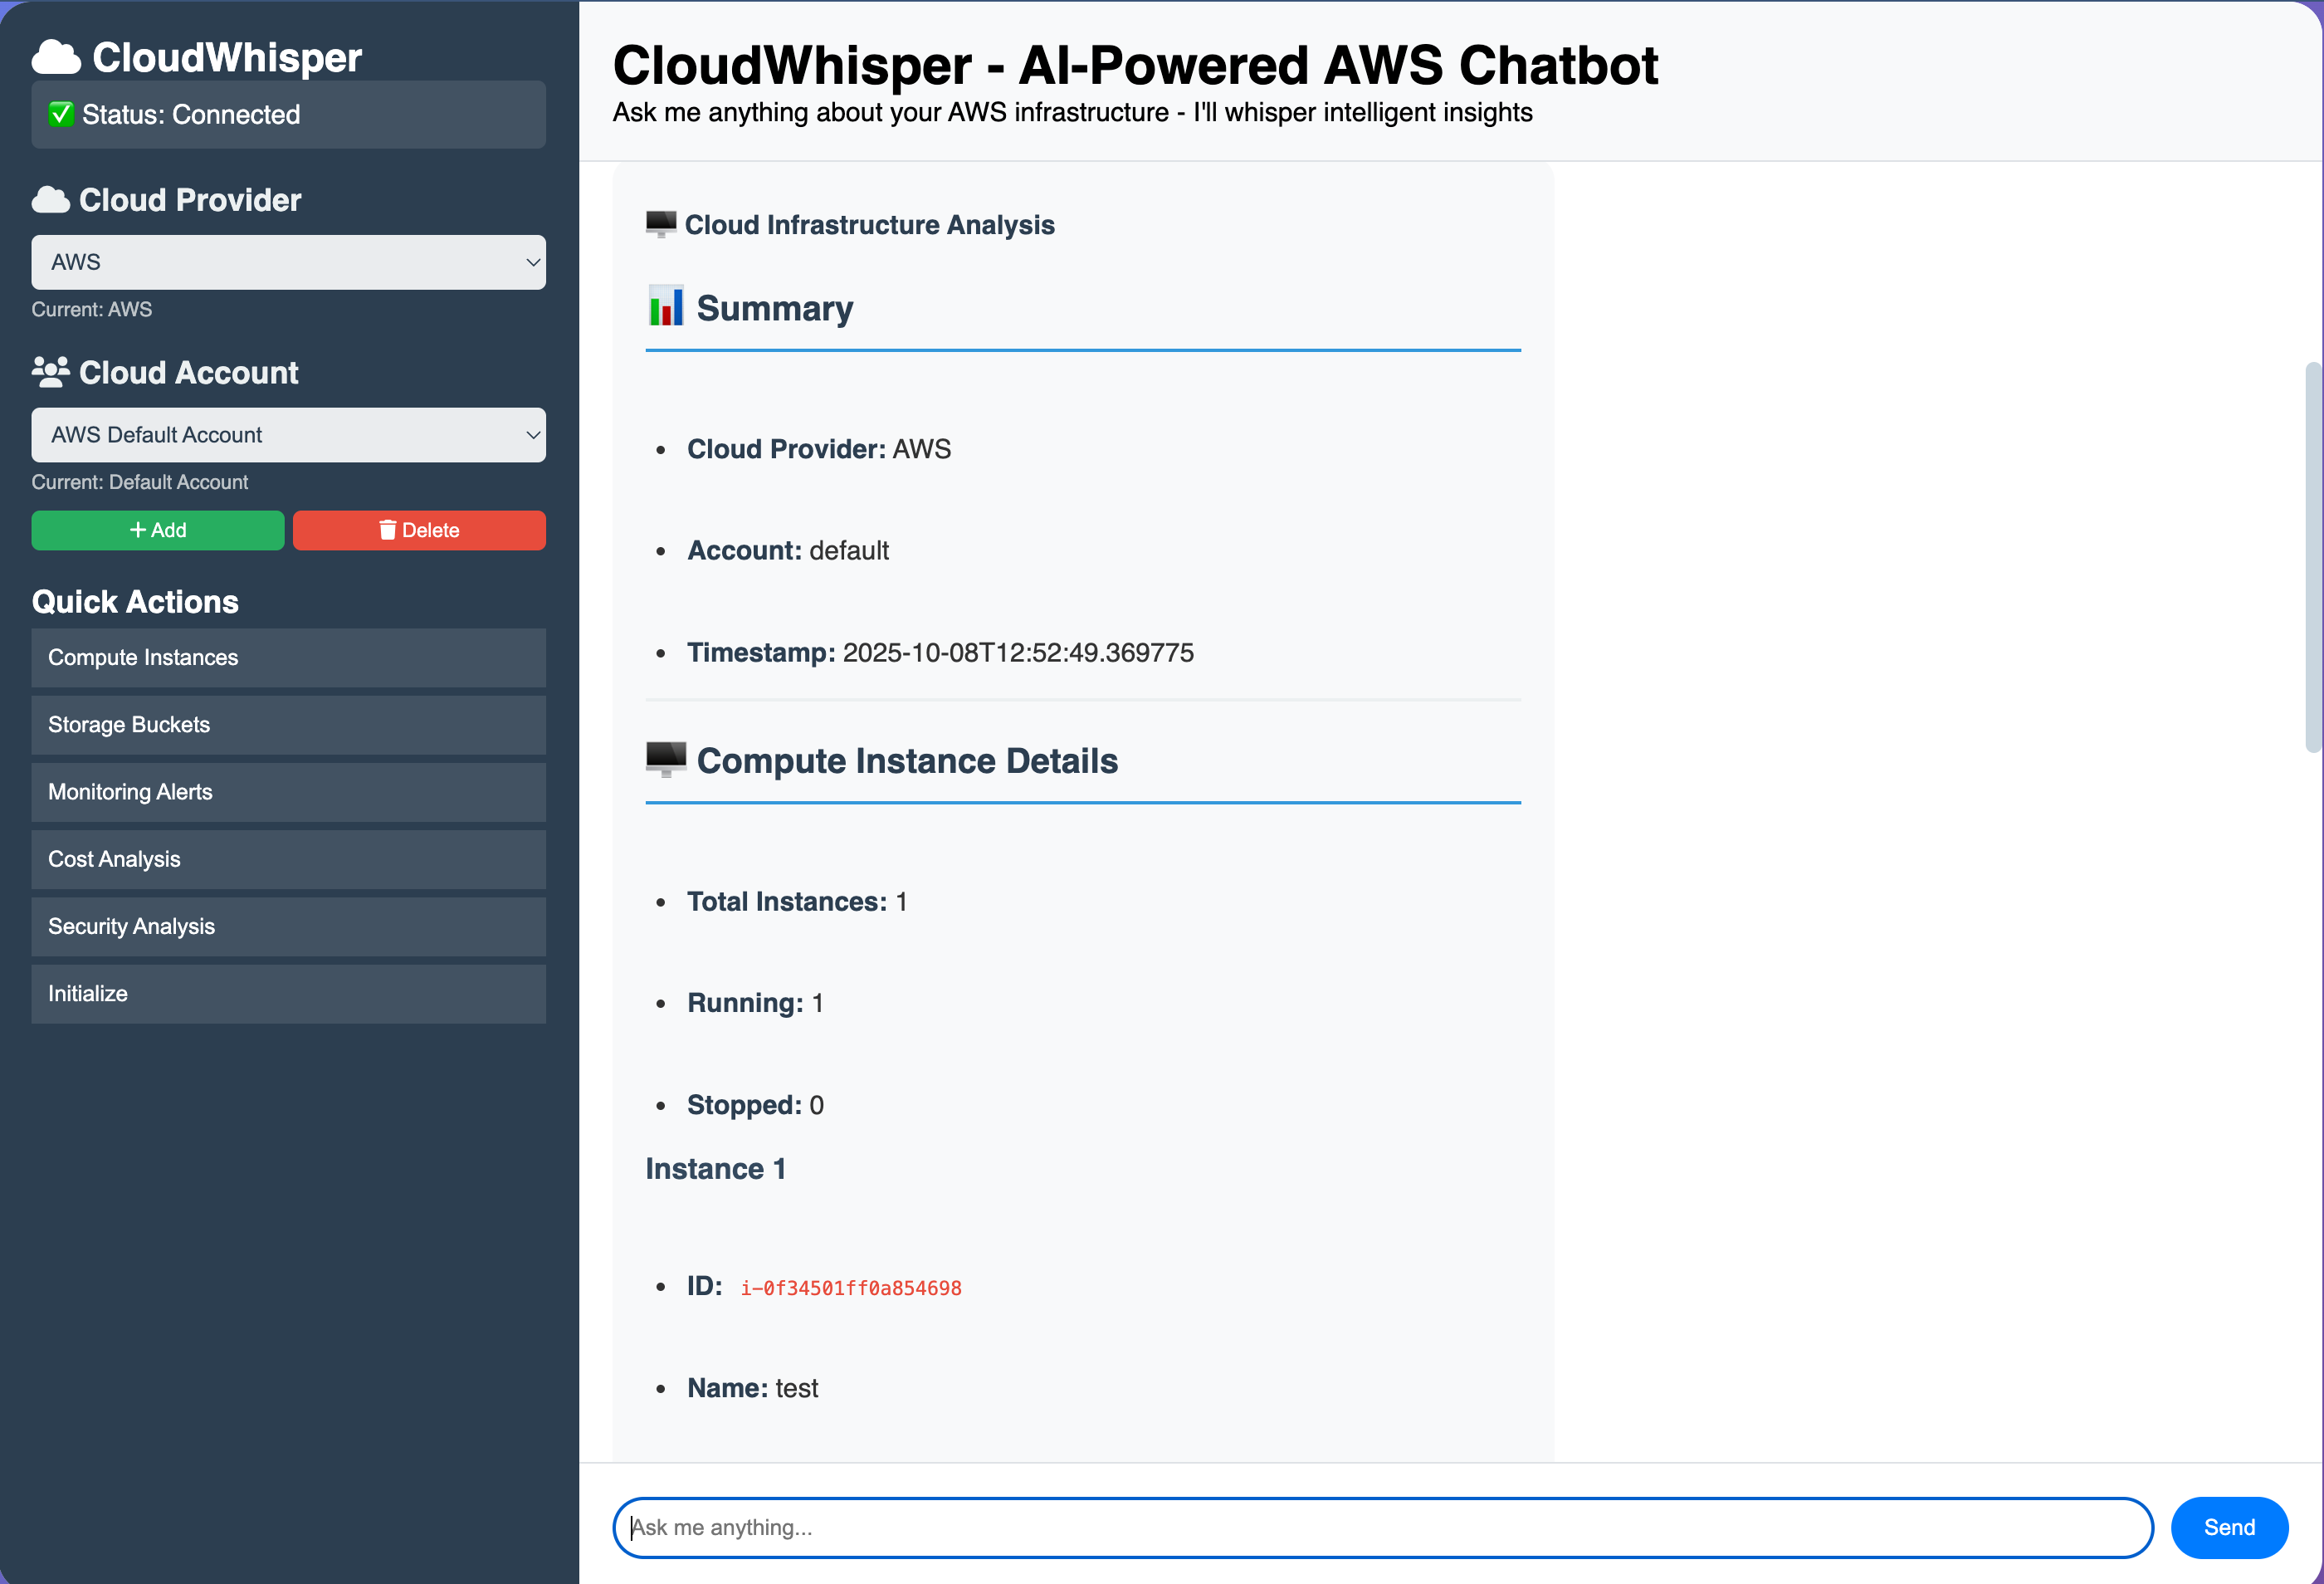 CloudWhisper
Status: Connected
Cloud Provider
AWS
Current: AWS
Cloud Account
AWS Default Account
Current: Default Account
+ Add
Delete
Quick Actions
Compute Instances
Storage Buckets
Monitoring Alerts
Cost Analysis
Security Analysis
Initialize
CloudWhisper - AI-Powered AWS Chatbot
Ask me anything about your AWS infrastructure - I'll whisper intelligent insights
Cloud Infrastructure Analysis
Summary
• Cloud Provider: AWS
• Account: default
• Timestamp: 2025-10-08T12:52:49.369775
Compute Instance Details
• Total Instances: 1
• Running: 1
• Stopped: 0
Instance 1
• ID: i-0f34501ff0a854698
• Name: test
Ask me anything...
Send